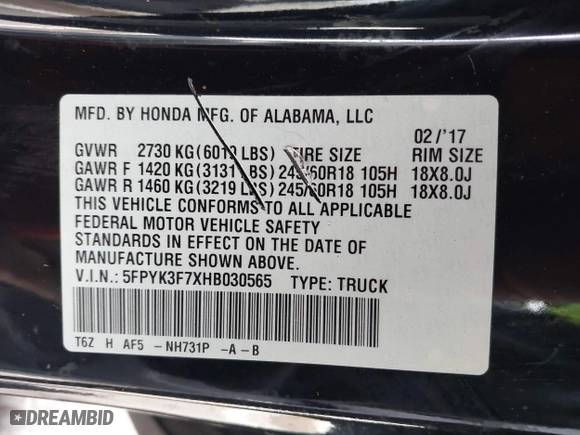 MFD. BY HONDA MFG. OF ALABAMA, LLC
02/'17
GVWR 2730 KG (6019 LBS) TIRE SIZE RIM SIZE
GAWR F 1420 KG (3131 LBS) 245/60R18 105H 18X8.0J
GAWR R 1460 KG (3219 LBS) 245/60R18 105H 18X8.0J
THIS VEHICLE CONFORMS TO ALL APPLICABLE
FEDERAL MOTOR VEHICLE SAFETY
STANDARDS IN EFFECT ON THE DATE OF
MANUFACTURE SHOWN ABOVE.
V.I.N.: 5FPYK3F7XHB030565 TYPE: TRUCK
T6Z H AF5 -NH731P -A-B
DREAMBID